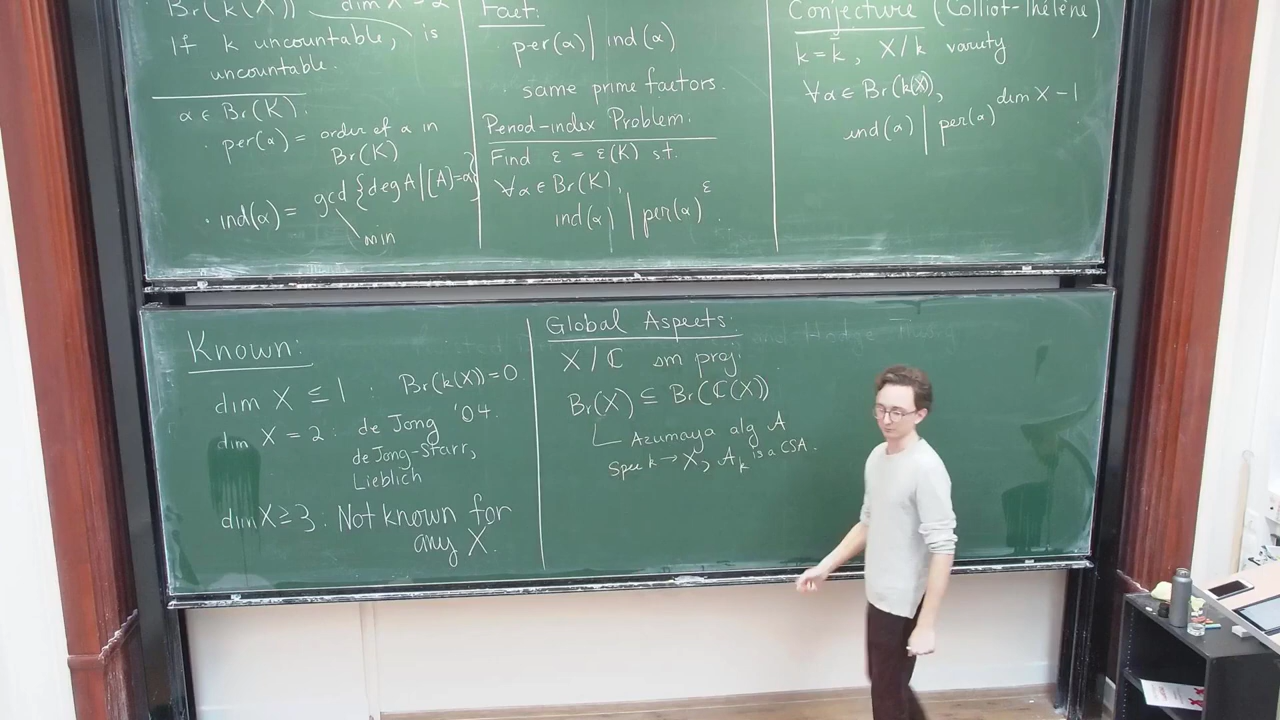 Br(k(X)) dim X = 2
If k uncountable, is
uncountable.
α ∈ Br(K).
· per(α) = order of α in
Br(K)
· ind(α) = gcd {deg A | [A]=α}
min
Fact:
per(α) | ind(α)
· same prime factors.
Period-index Problem:
Find ε = ε(K) st.
∀α ∈ Br(K),
ind(α) | per(α)^ε.
Conjecture (Colliot-Thélène)
k = k̄, X/k variety
∀α ∈ Br(k(X)),
ind(α) | per(α)^dim X − 1
Known:
dim X ≤ 1 : Br(k(X)) = 0
dim X = 2 : de Jong '04.
de Jong-Starr,
Lieblich
dim X ≥ 3 : Not known for
any X.
Global Aspects:
X / ℂ sm proj.
Br(X) ⊆ Br(ℂ(X))
Azumaya alg A
Spec k → X, A_k is a CSA.